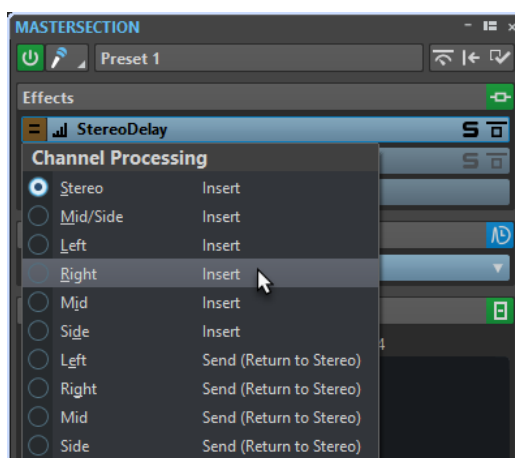 MASTERSECTION
Preset 1
Effects
StereoDelay S
Channel Processing
S
Stereo Insert
Mid/Side Insert
Left Insert
Right Insert
Mid Insert
Side Insert
4
Left Send (Return to Stereo)
Right Send (Return to Stereo)
Mid Send (Return to Stereo)
Side Send (Return to Stereo)